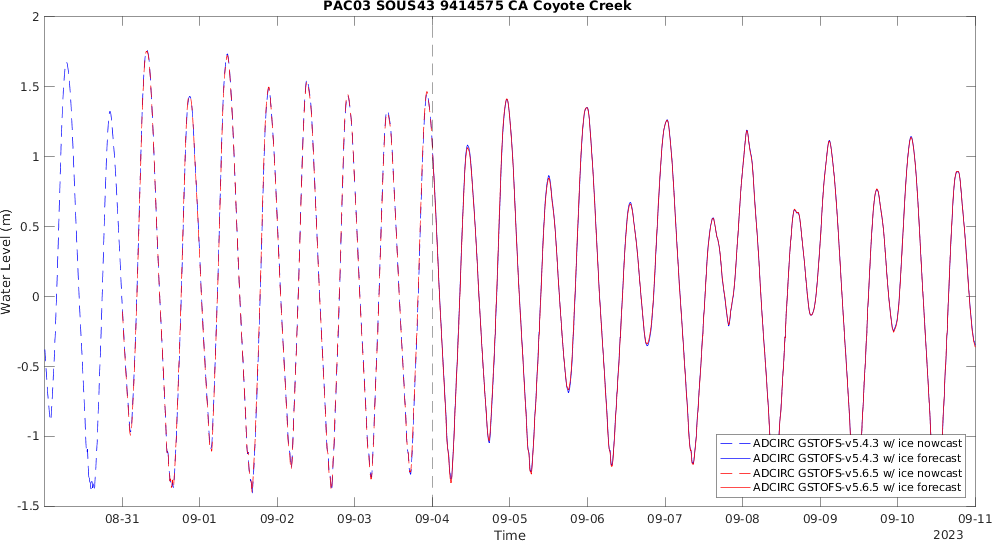 PAC03 SOUS43 9414575 CA Coyote Creek
2
1.5
1
0.5
0
-0.5
-1
-1.5
Water Level (m)
ADCIRC GSTOFS-v5.4.3 w/ ice nowcast
ADCIRC GSTOFS-v5.4.3 w/ ice forecast
ADCIRC GSTOFS-v5.6.5 w/ ice nowcast
ADCIRC GSTOFS-v5.6.5 w/ ice forecast
08-31 09-01 09-02 09-03 09-04 09-05 09-06 09-07 09-08 09-09 09-10 09-11
Time
2023